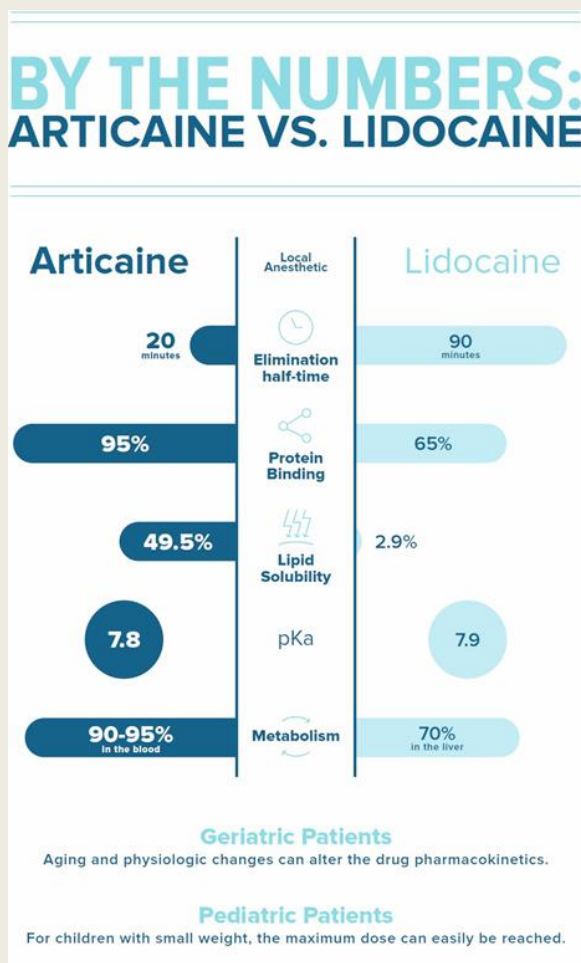 BY THE NUMBERS:
ARTICAINE VS. LIDOCAINE
Articaine
Local
Anesthetic
Lidocaine
20
minutes
Elimination
half-time
90
minutes
95%
Protein
Binding
65%
49.5%
Lipid
Solubility
2.9%
7.8
pKa
7.9
90-95%
In the blood
Metabolism
70%
in the liver
Geriatric Patients
Aging and physiologic changes can alter the drug pharmacokinetics.
Pediatric Patients
For children with small weight, the maximum dose can easily be reached.